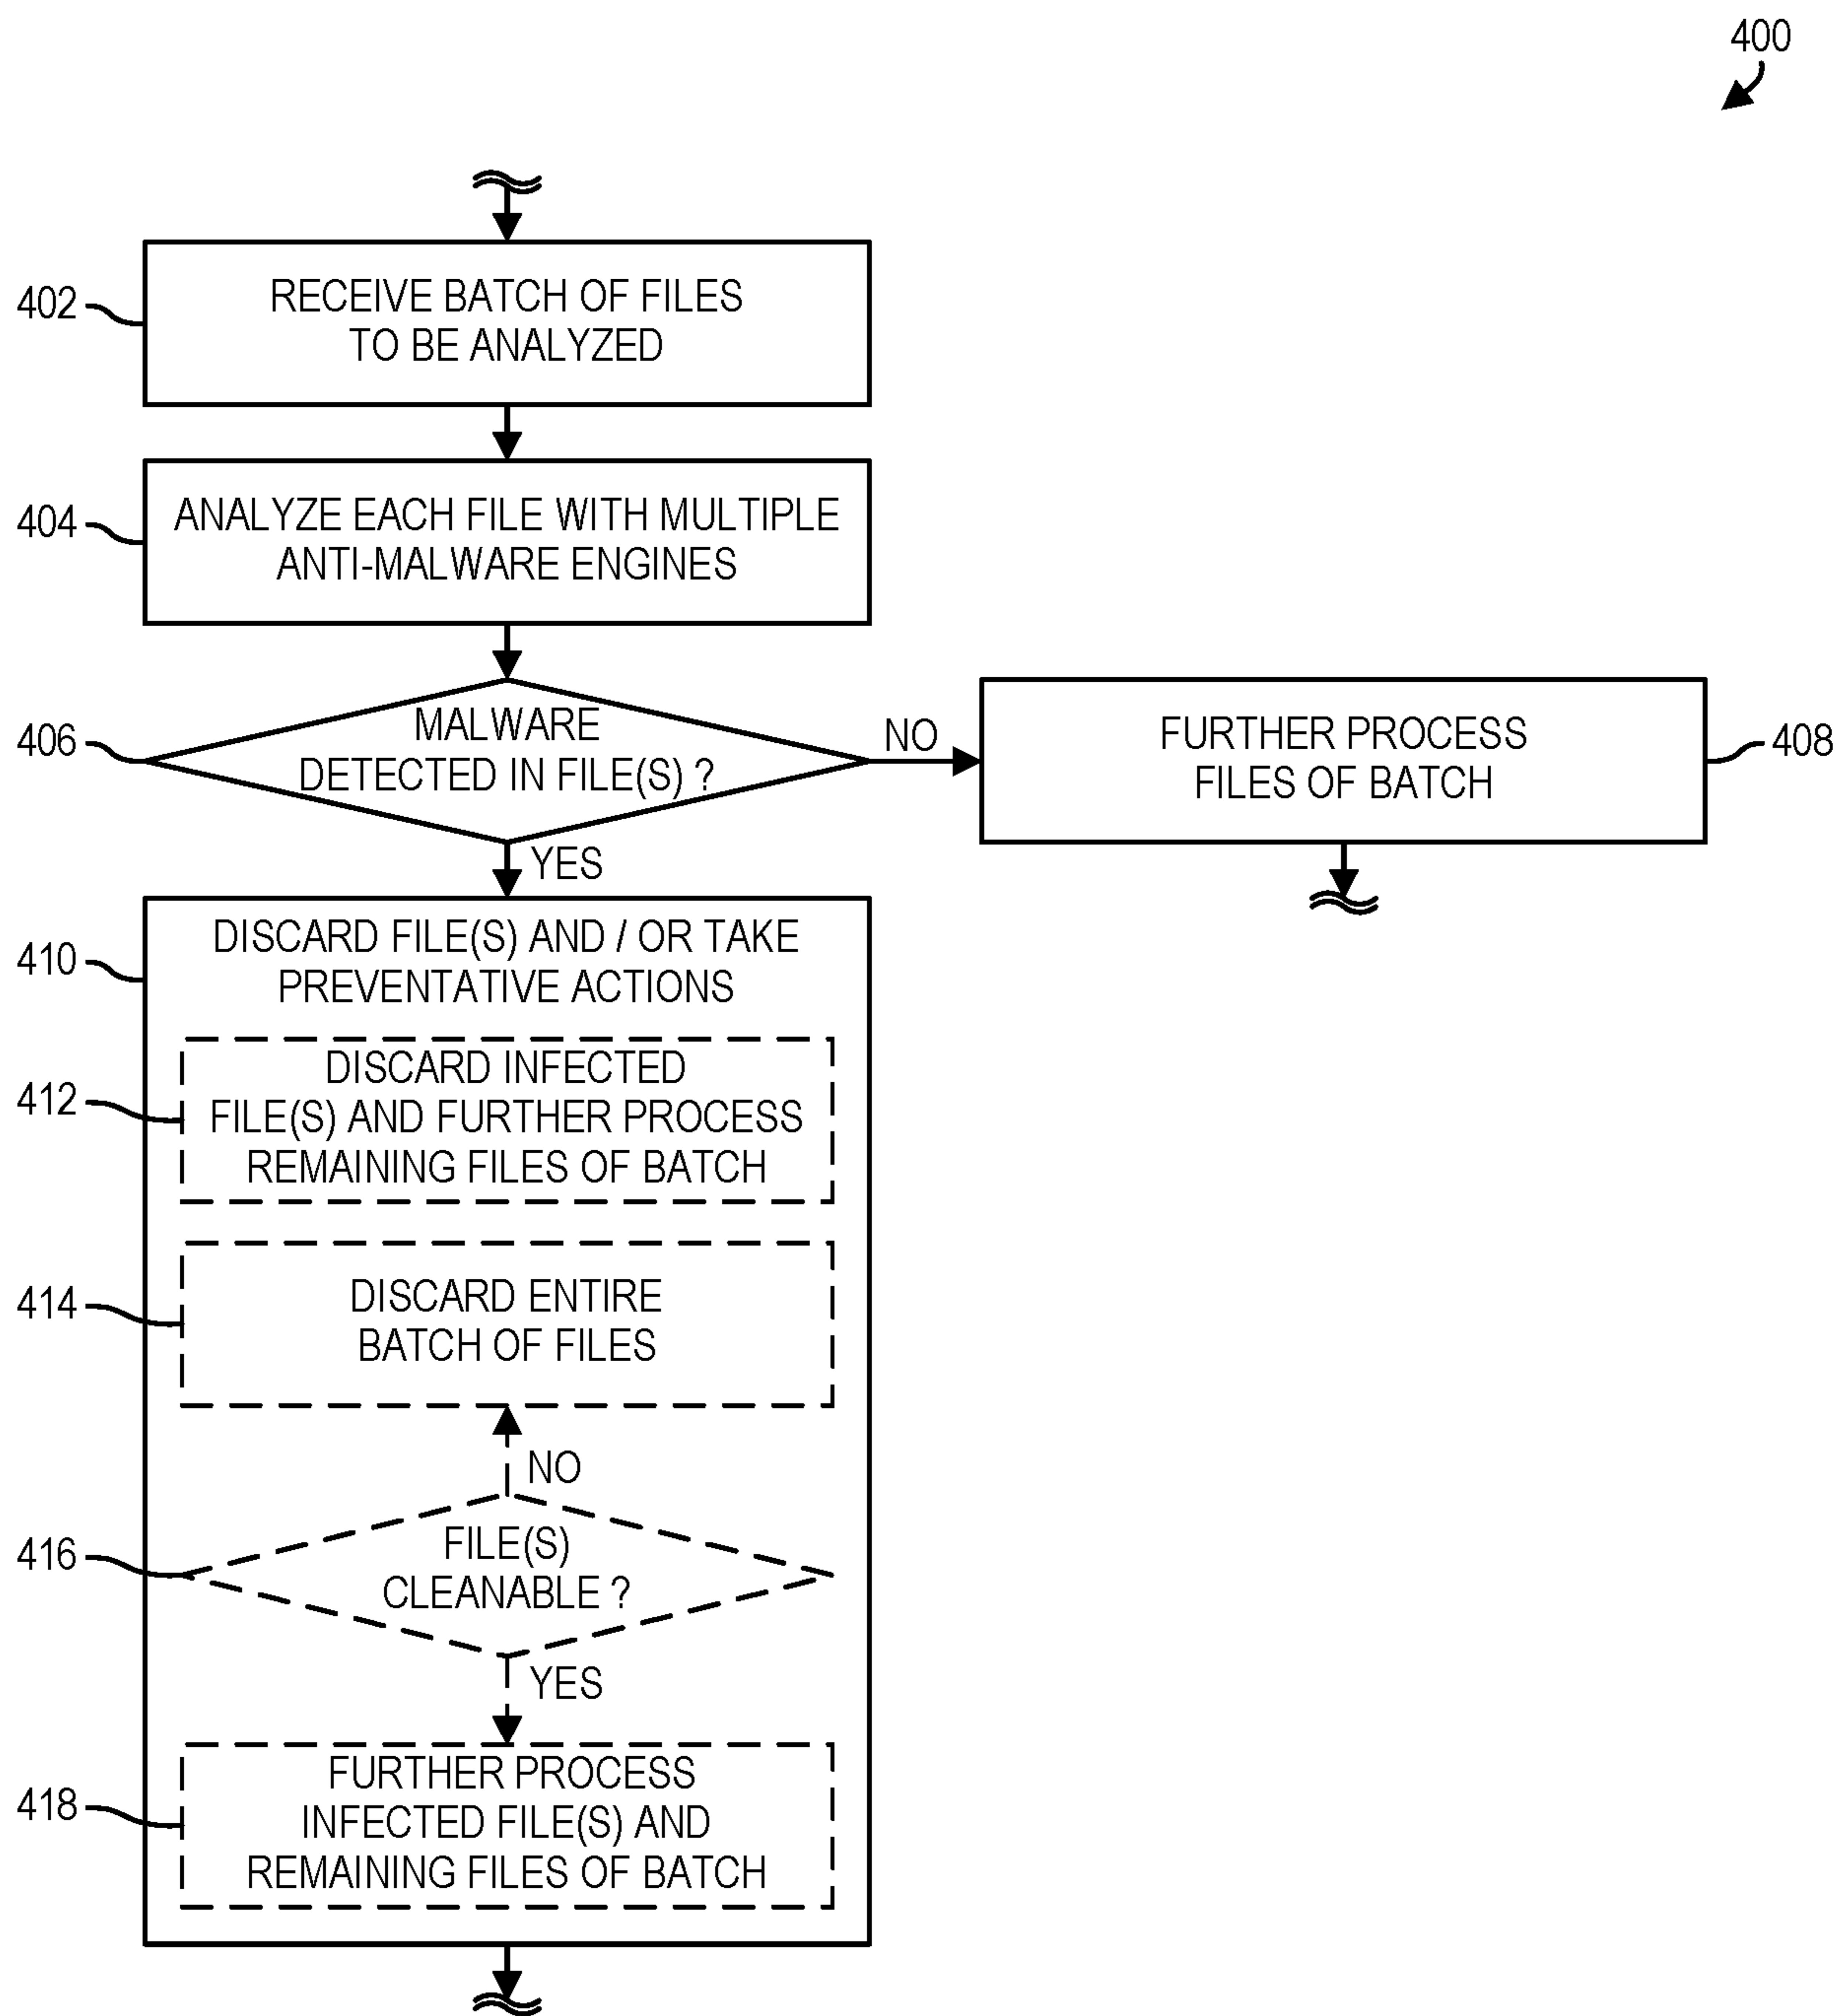 400
402
RECEIVE BATCH OF FILES
TO BE ANALYZED
404
ANALYZE EACH FILE WITH MULTIPLE
ANTI-MALWARE ENGINES
406
MALWARE
DETECTED IN FILE(S) ?
NO
FURTHER PROCESS
FILES OF BATCH
408
YES
410
DISCARD FILE(S) AND / OR TAKE
PREVENTATIVE ACTIONS
412
DISCARD INFECTED
FILE(S) AND FURTHER PROCESS
REMAINING FILES OF BATCH
414
DISCARD ENTIRE
BATCH OF FILES
NO
416
FILE(S)
CLEANABLE ?
YES
418
FURTHER PROCESS
INFECTED FILE(S) AND
REMAINING FILES OF BATCH